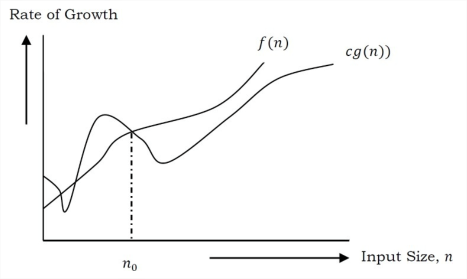 Rate of Growth
f(n)
cg(n))
n₀
Input Size, n